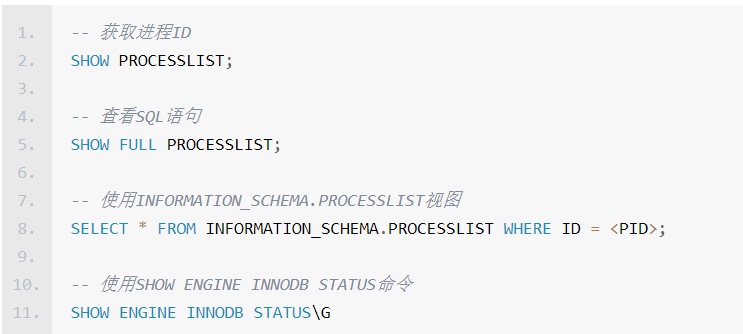 1. -- 获取进程ID
2. SHOW PROCESSLIST;
3.
4. -- 查看SQL语句
5. SHOW FULL PROCESSLIST;
6.
7. -- 使用INFORMATION_SCHEMA.PROCESSLIST视图
8. SELECT * FROM INFORMATION_SCHEMA.PROCESSLIST WHERE ID = <PID>;
9.
10. -- 使用SHOW ENGINE INNODB STATUS命令
11. SHOW ENGINE INNODB STATUS\G